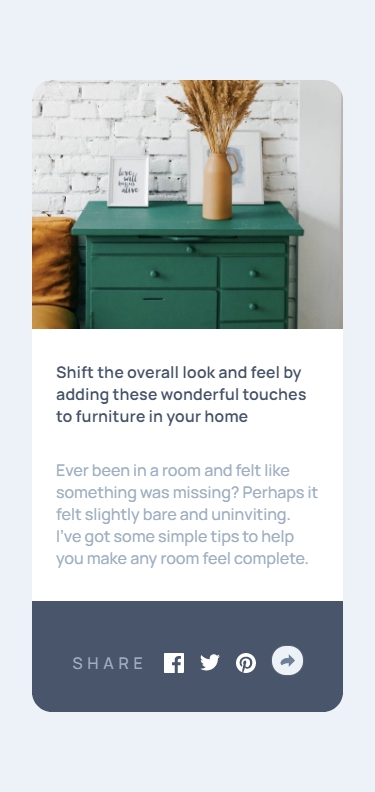 love
will
keep us
alive
Shift the overall look and feel by
adding these wonderful touches
to furniture in your home
Ever been in a room and felt like
something was missing? Perhaps it
felt slightly bare and uninviting.
I've got some simple tips to help
you make any room feel complete.
SHARE